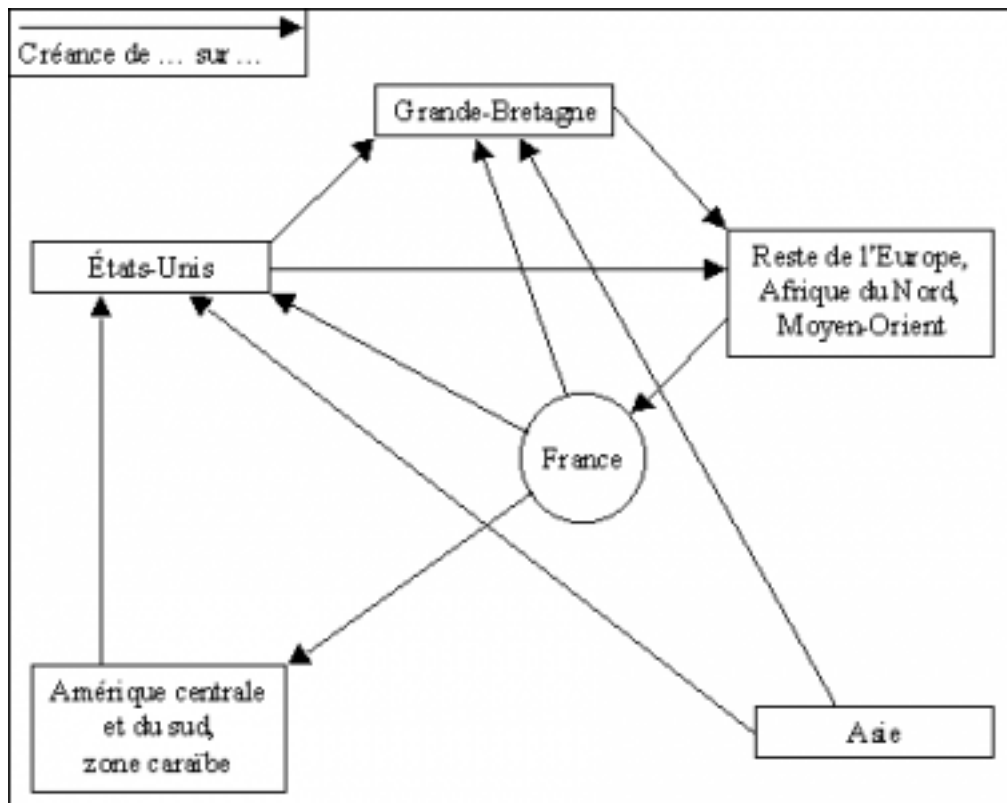 Créance de ... sur ...
Grande-Bretagne
États-Unis
Reste de l'Europe,
Afrique du Nord,
Moyen-Orient
France
Amérique centrale
et du sud,
zone caraïbe
Asie